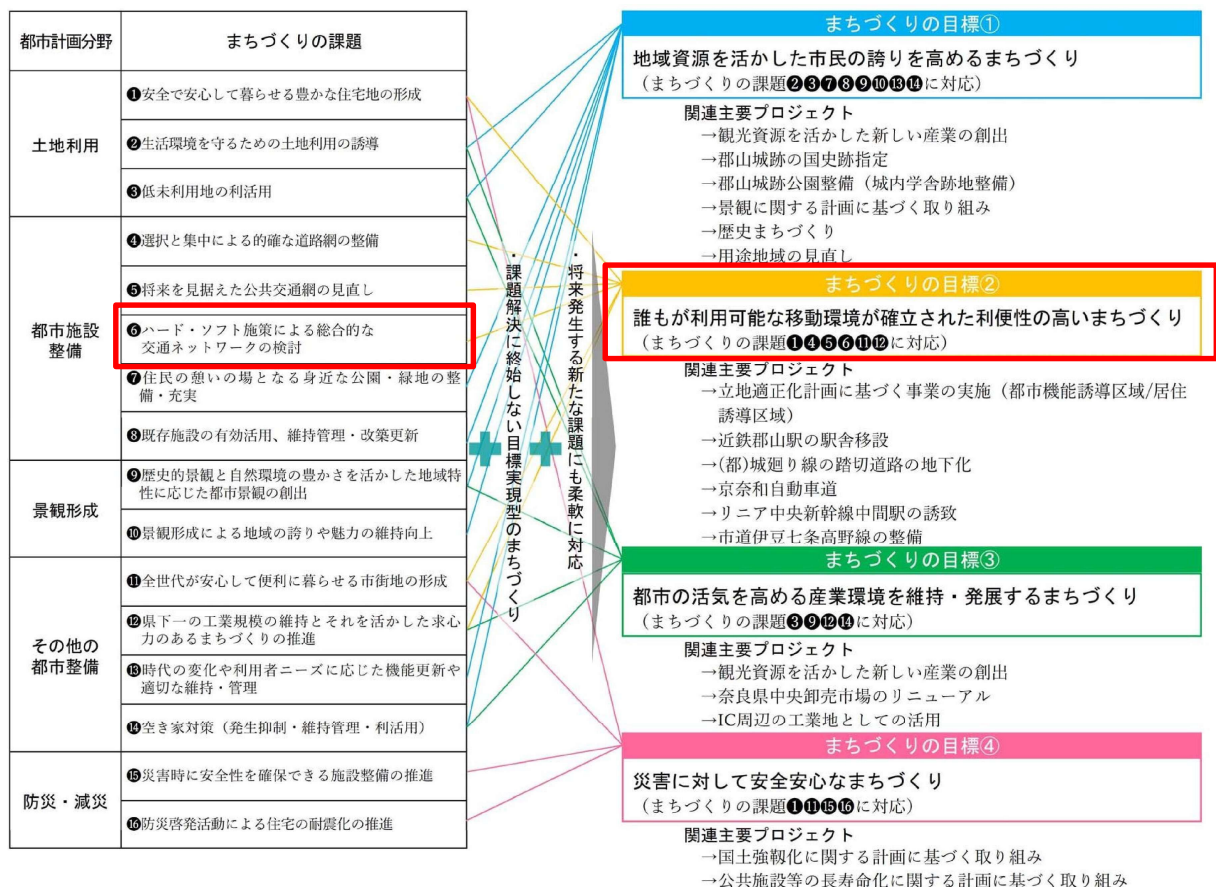 都市計画分野
まちづくりの課題
土地利用
❶安全で安心して暮らせる豊かな住宅地の形成
❷生活環境を守るための土地利用の誘導
❸低未利用地の利活用
都市施設
整備
❹選択と集中による的確な道路網の整備
❺将来を見据えた公共交通網の見直し
❻ハード・ソフト施策による総合的な
交通ネットワークの検討
❼住民の憩いの場となる身近な公園・緑地の整
備・充実
❽既存施設の有効活用、維持管理・改築更新
景観形成
❾歴史的景観と自然環境の豊かさを活かした地域特
性に応じた都市景観の創出
❿景観形成による地域の誇りや魅力の維持向上
その他の
都市整備
⓫全世代が安心して便利に暮らせる市街地の形成
⓬県下一の工業規模の維持とそれを活かした求心
力のあるまちづくりの推進
⓭時代の変化や利用者ニーズに応じた機能更新や
適切な維持・管理
⓮空き家対策（発生抑制・維持管理・利活用）
防災・減災
⓯災害時に安全性を確保できる施設整備の推進
⓰防災啓発活動による住宅の耐震化の推進
・課題解決に終始しない目標実現型のまちづくり
・将来発生する新たな課題にも柔軟に対応
まちづくりの目標①
地域資源を活かした市民の誇りを高めるまちづくり
（まちづくりの課題❷❸❼❽❾❿⓭⓮に対応）
関連主要プロジェクト
→観光資源を活かした新しい産業の創出
→郡山城跡の国史跡指定
→郡山城跡公園整備（城内学舎跡地整備）
→景観に関する計画に基づく取り組み
→歴史まちづくり
→用途地域の見直し
まちづくりの目標②
誰もが利用可能な移動環境が確立された利便性の高いまちづくり
（まちづくりの課題❶❹❺❻⓫⓬に対応）
関連主要プロジェクト
→立地適正化計画に基づく事業の実施（都市機能誘導区域/居住
誘導区域）
→近鉄郡山駅の駅舎移設
→(都)城廻り線の踏切道路の地下化
→京奈和自動車道
→リニア中央新幹線中間駅の誘致
→市道伊豆七条高野線の整備
まちづくりの目標③
都市の活気を高める産業環境を維持・発展するまちづくり
（まちづくりの課題❸❾⓬⓮に対応）
関連主要プロジェクト
→観光資源を活かした新しい産業の創出
→奈良県中央卸売市場のリニューアル
→IC周辺の工業地としての活用
まちづくりの目標④
災害に対して安全安心なまちづくり
（まちづくりの課題❶⓫⓯⓰に対応）
関連主要プロジェクト
→国土強靱化に関する計画に基づく取り組み
→公共施設等の長寿命化に関する計画に基づく取り組み